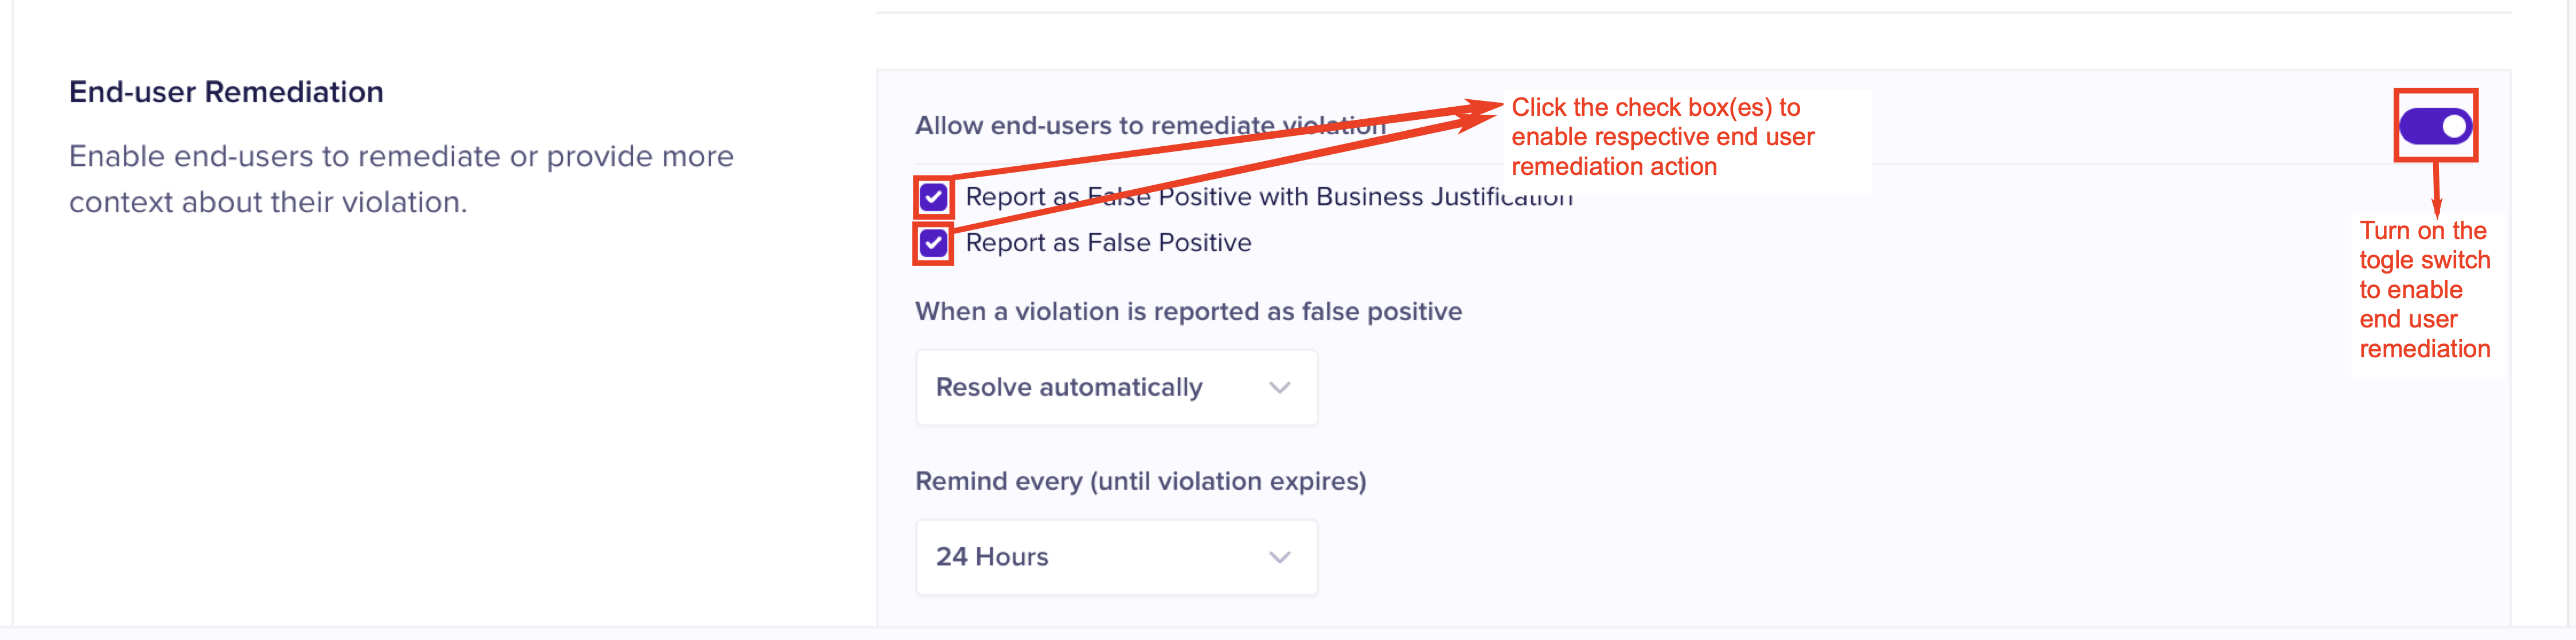 End-user Remediation
Enable end-users to remediate or provide more
context about their violation.
Allow end-users to remediate violation
Click the check box(es) to
enable respective end user
remediation action
Report as False Positive with Business Justification
Report as False Positive
When a violation is reported as false positive
Resolve automatically
Remind every (until violation expires)
24 Hours
Turn on the
togle switch
to enable
end user
remediation